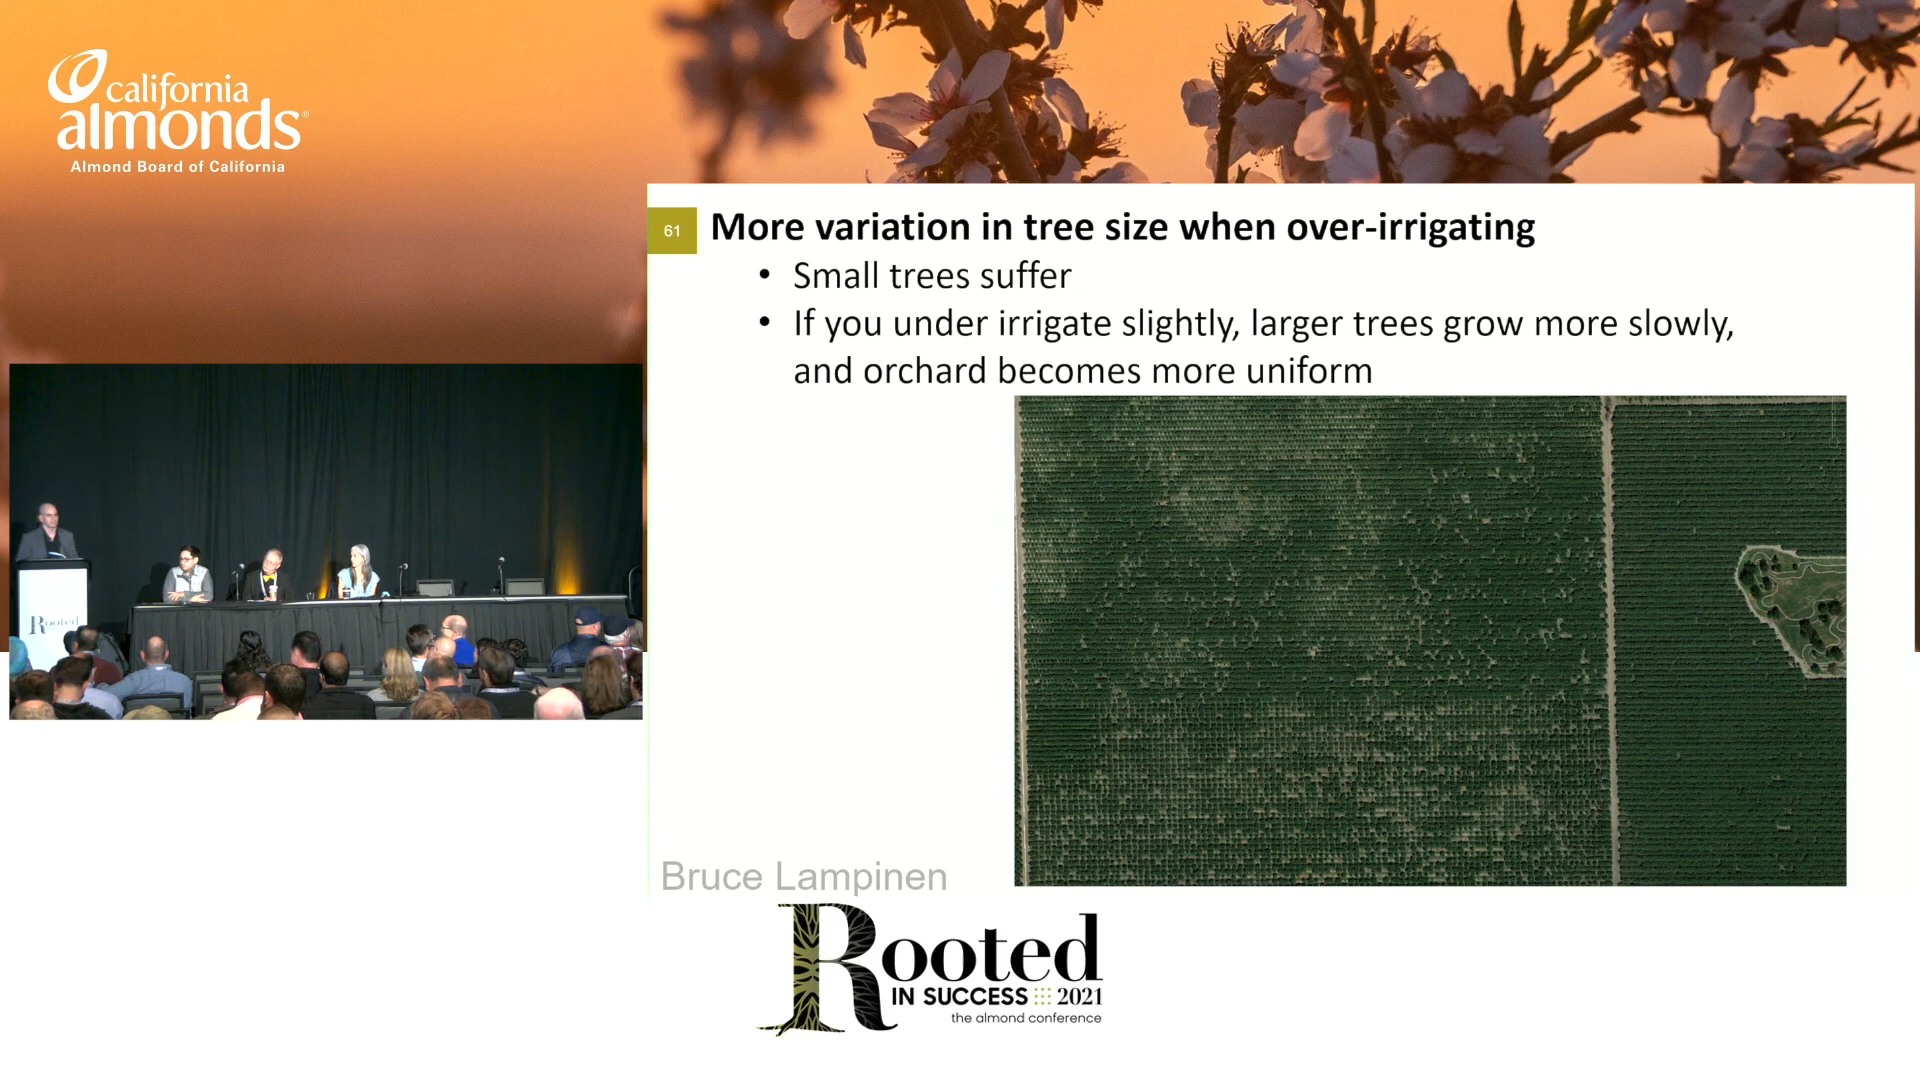 california
almonds®
Almond Board of California
61
More variation in tree size when over-irrigating
• Small trees suffer
• If you under irrigate slightly, larger trees grow more slowly,
and orchard becomes more uniform
Rooted
Bruce Lampinen
Rooted
IN SUCCESS 2021
the almond conference